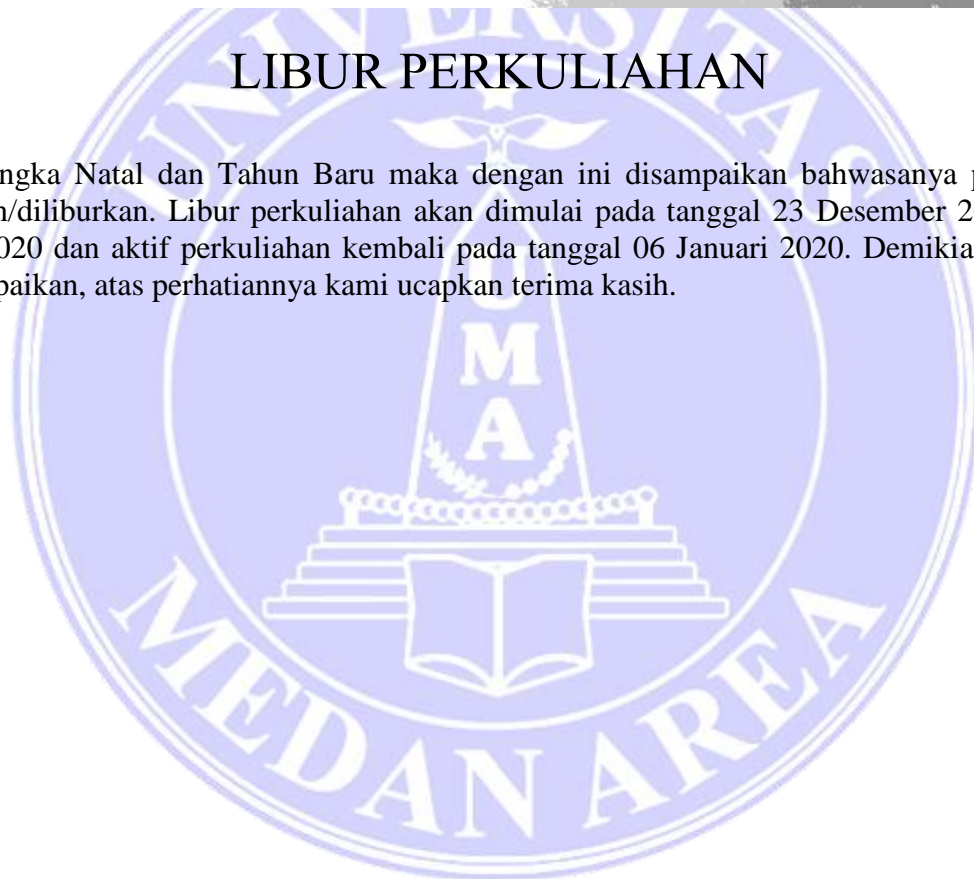 LIBUR PERKULIAHAN
ngka Natal dan Tahun Baru maka dengan ini disampaikan bahwasanya p
n/diliburkan. Libur perkuliahan akan dimulai pada tanggal 23 Desember 2
020 dan aktif perkuliahan kembali pada tanggal 06 Januari 2020. Demikia
paikan, atas perhatiannya kami ucapkan terima kasih.
UNIVERSITAS
U
M
A
MEDAN AREA